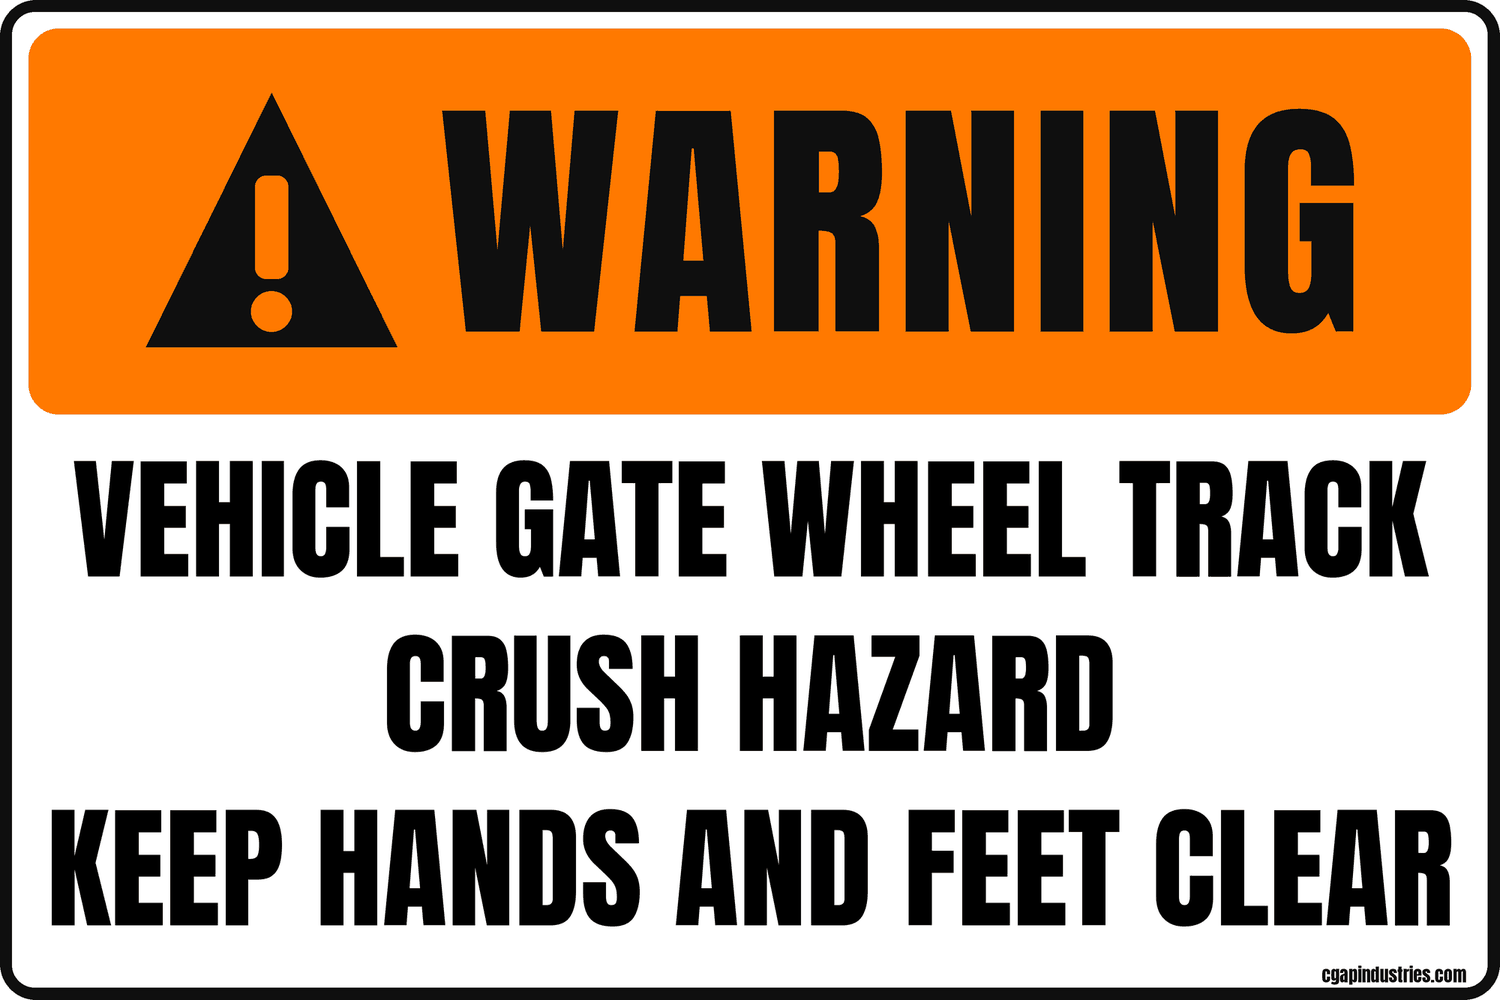 WARNING
VEHICLE GATE WHEEL TRACK
CRUSH HAZARD
KEEP HANDS AND FEET CLEAR
cgapindustries.com